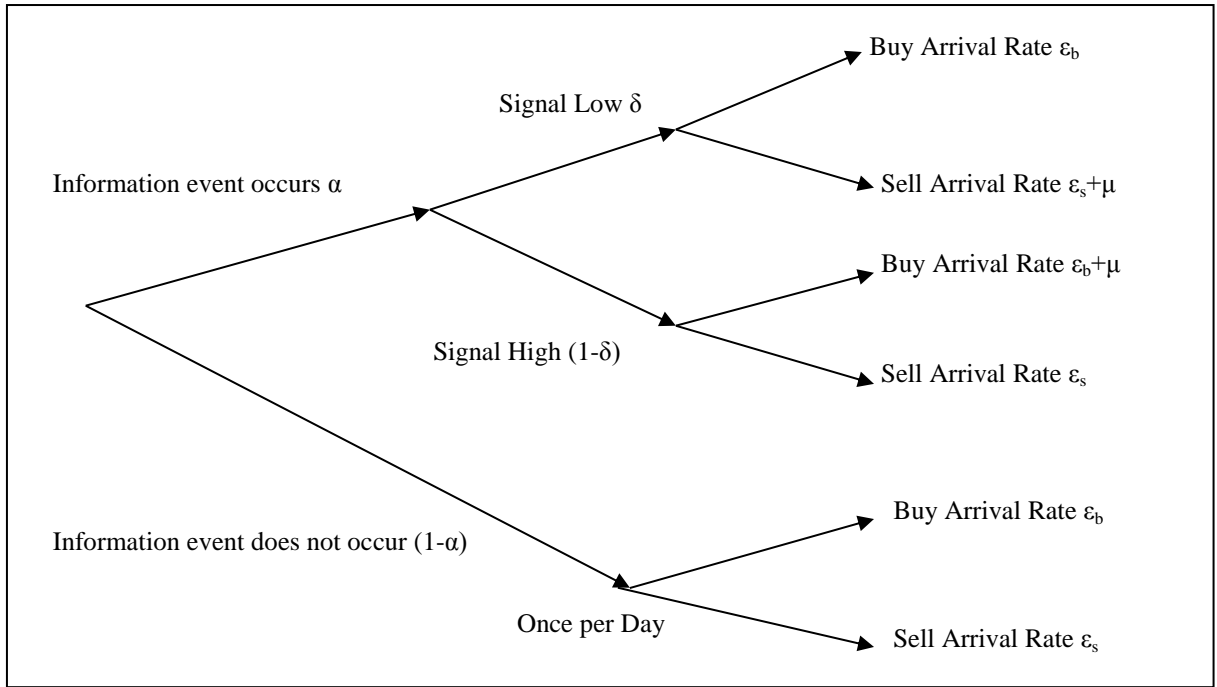 Buy Arrival Rate εb
Signal Low δ
Information event occurs α
Sell Arrival Rate εs+μ
Buy Arrival Rate εb+μ
Signal High (1-δ)
Sell Arrival Rate εs
Buy Arrival Rate εb
Information event does not occur (1-α)
Once per Day
Sell Arrival Rate εs